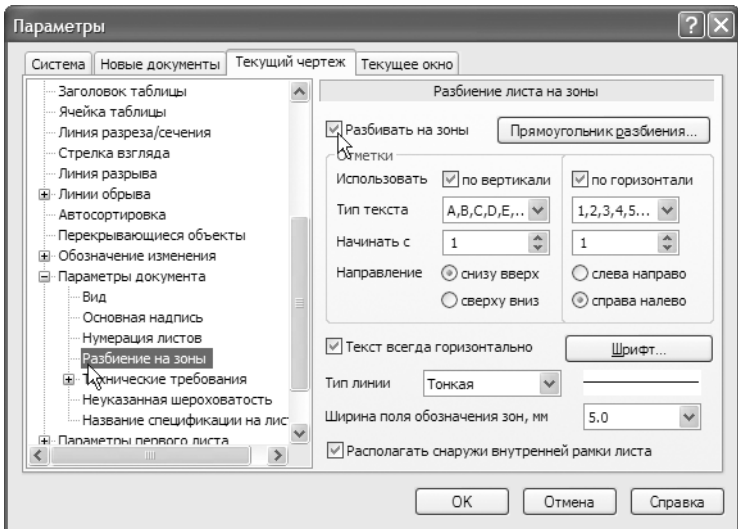 Параметры
Система Новые документы Текущий чертеж Текущее окно
Заголовок таблицы
Ячейка таблицы
Линия разреза/сечения
Стрелка взгляда
Линия разрыва
Линии обрыва
Автосортировка
Перекрывающиеся объекты
Обозначение изменения
Параметры документа
Вид
Основная надпись
Нумерация листов
Разбиение на зоны
Технические требования
Неуказанная шероховатость
Название спецификации на лис
Параметры первого листа
Разбиение листа на зоны
Разбивать на зоны Прямоугольник разбиения...
Отметки
Использовать по вертикали по горизонтали
Тип текста A,B,C,D,E,.. 1,2,3,4,5...
Начинать с 1 1
Направление снизу вверх слева направо
сверху вниз справа налево
Текст всегда горизонтально Шрифт...
Тип линии Тонкая
Ширина поля обозначения зон, мм 5.0
Располагать снаружи внутренней рамки листа
OK Отмена Справка